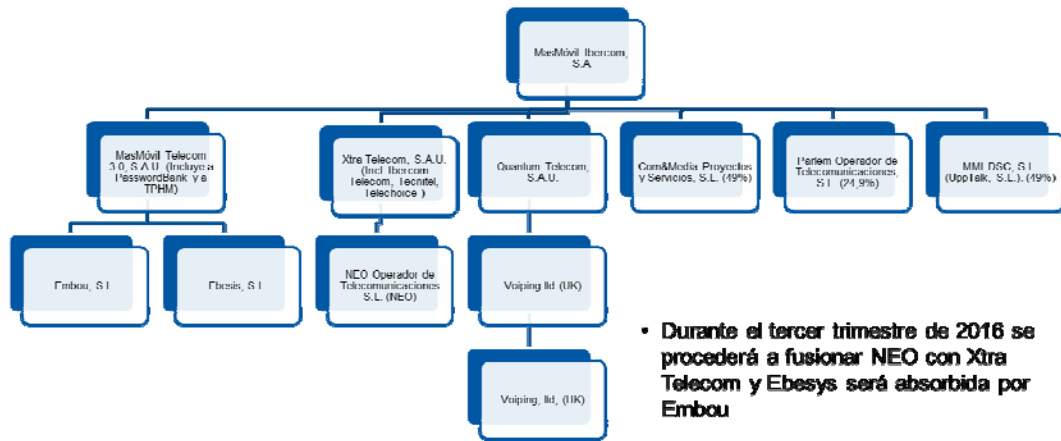 MasMóvil Ibercom,
S.A
MasMóvil Telecom
3.0, S.A.U. (Incluye a
PasswordBank y a
TPHM)
Xtra Telecom, S.A.U.
(Incl Ibercom
Telecom, Tecnitel,
Telechoice )
Quantum Telecom,
S.A.U.
Com&Media Proyectos
y Servicios, S.L. (49%)
Parlem Operador de
Telecomunicaciones,
S.L. (24,9%)
MMLDSC, S.L.
(UppTalk, S.L.). (49%)
Embou, S.L
Ebesis, S.L
NEO Operador de
Telecomunicaciones
S.L. (NEO)
Voiping ltd (UK)
Voiping, ltd, (UK)
• Durante el tercer trimestre de 2016 se
procederá a fusionar NEO con Xtra
Telecom y Ebesys será absorbida por
Embou